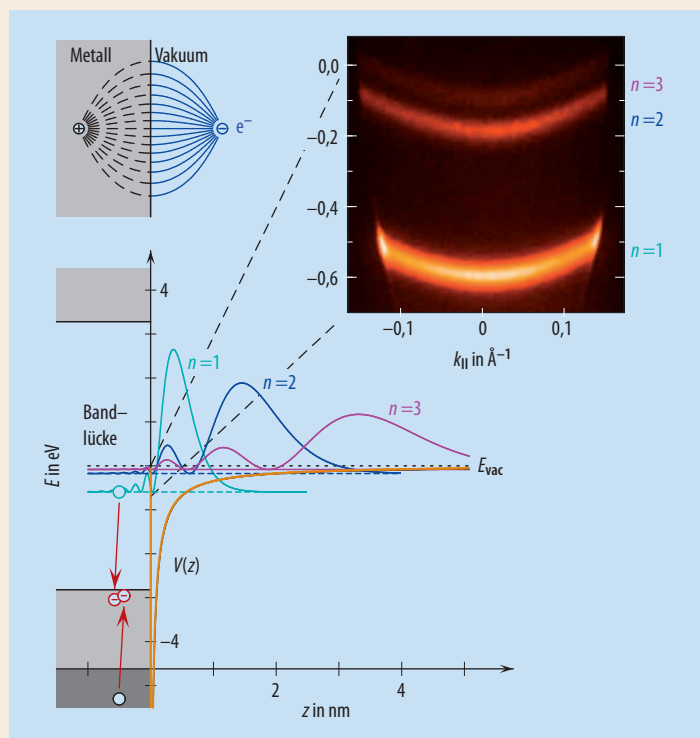 Metall Vakuum
+
−
e⁻
0,0
−0,2
−0,4
−0,6
n=3
n=2
n=1
−0,1 0 0,1
k_II in Å⁻¹
4
n=1
n=2
n=3
Band–
lücke
E in eV
E_vac
V(z)
−
−
−4
2 4
z in nm